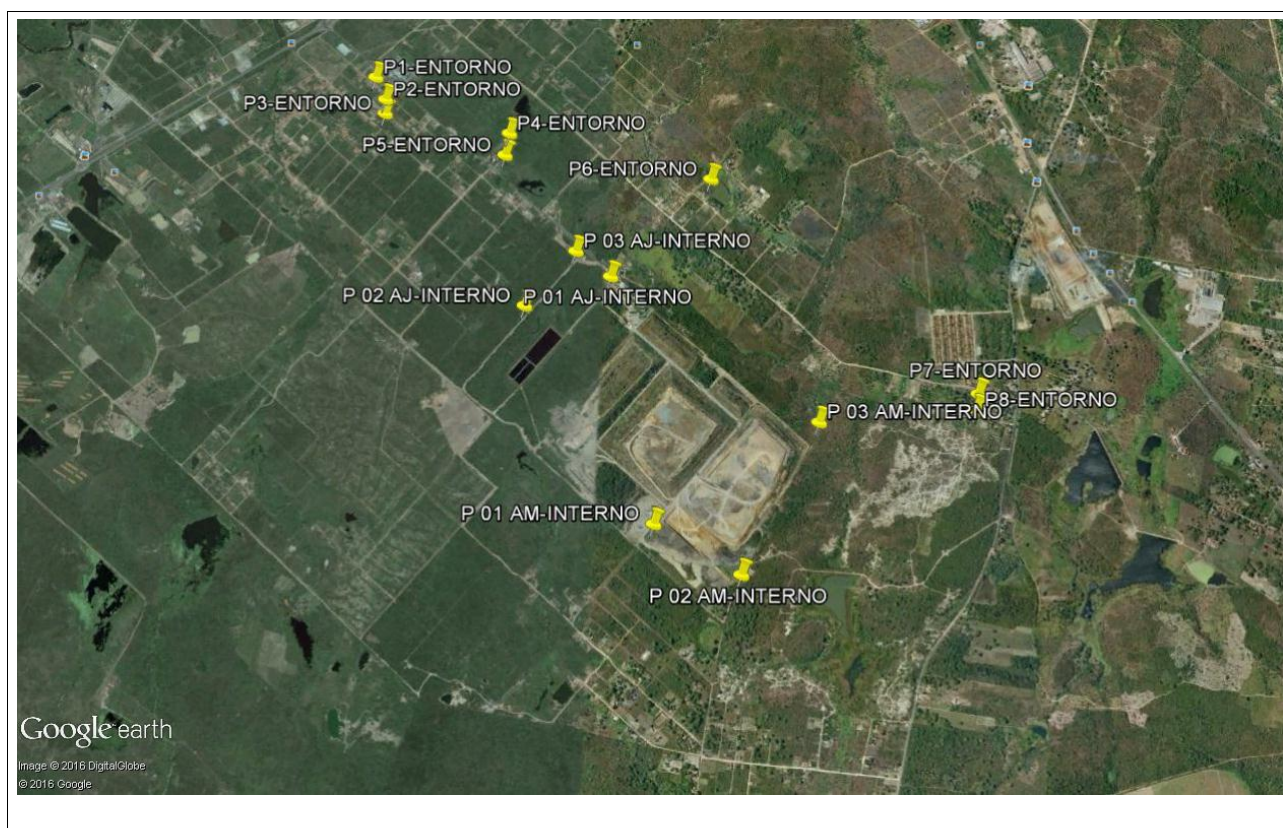 P1-ENTORNO
P2-ENTORNO
P3-ENTORNO
P4-ENTORNO
P5-ENTORNO
P6-ENTORNO
P 03 AJ-INTERNO
P 02 AJ-INTERNO
P 01 AJ-INTERNO
P7-ENTORNO
P8-ENTORNO
P 03 AM-INTERNO
P 01 AM-INTERNO
P 02 AM-INTERNO
Google earth
Image © 2016 DigitalGlobe
© 2016 Google